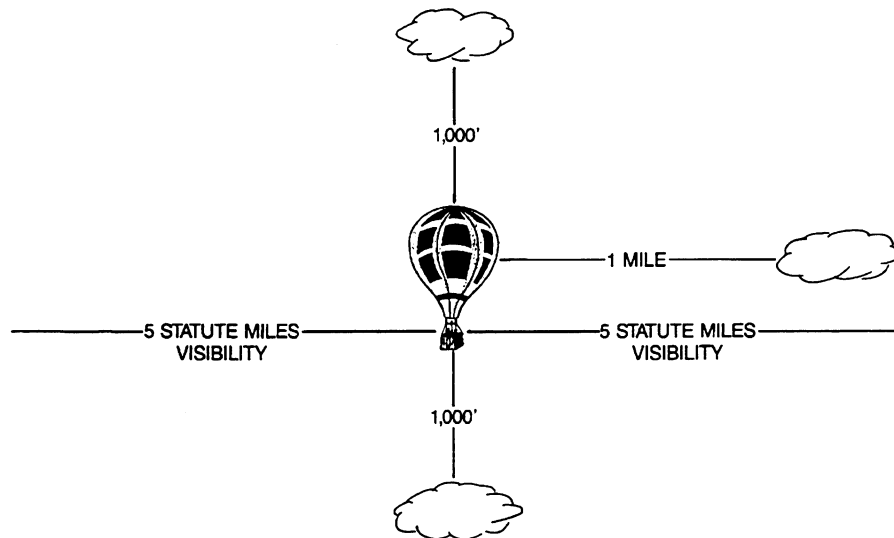 1,000'
1 MILE
5 STATUTE MILES
VISIBILITY
5 STATUTE MILES
VISIBILITY
1,000'